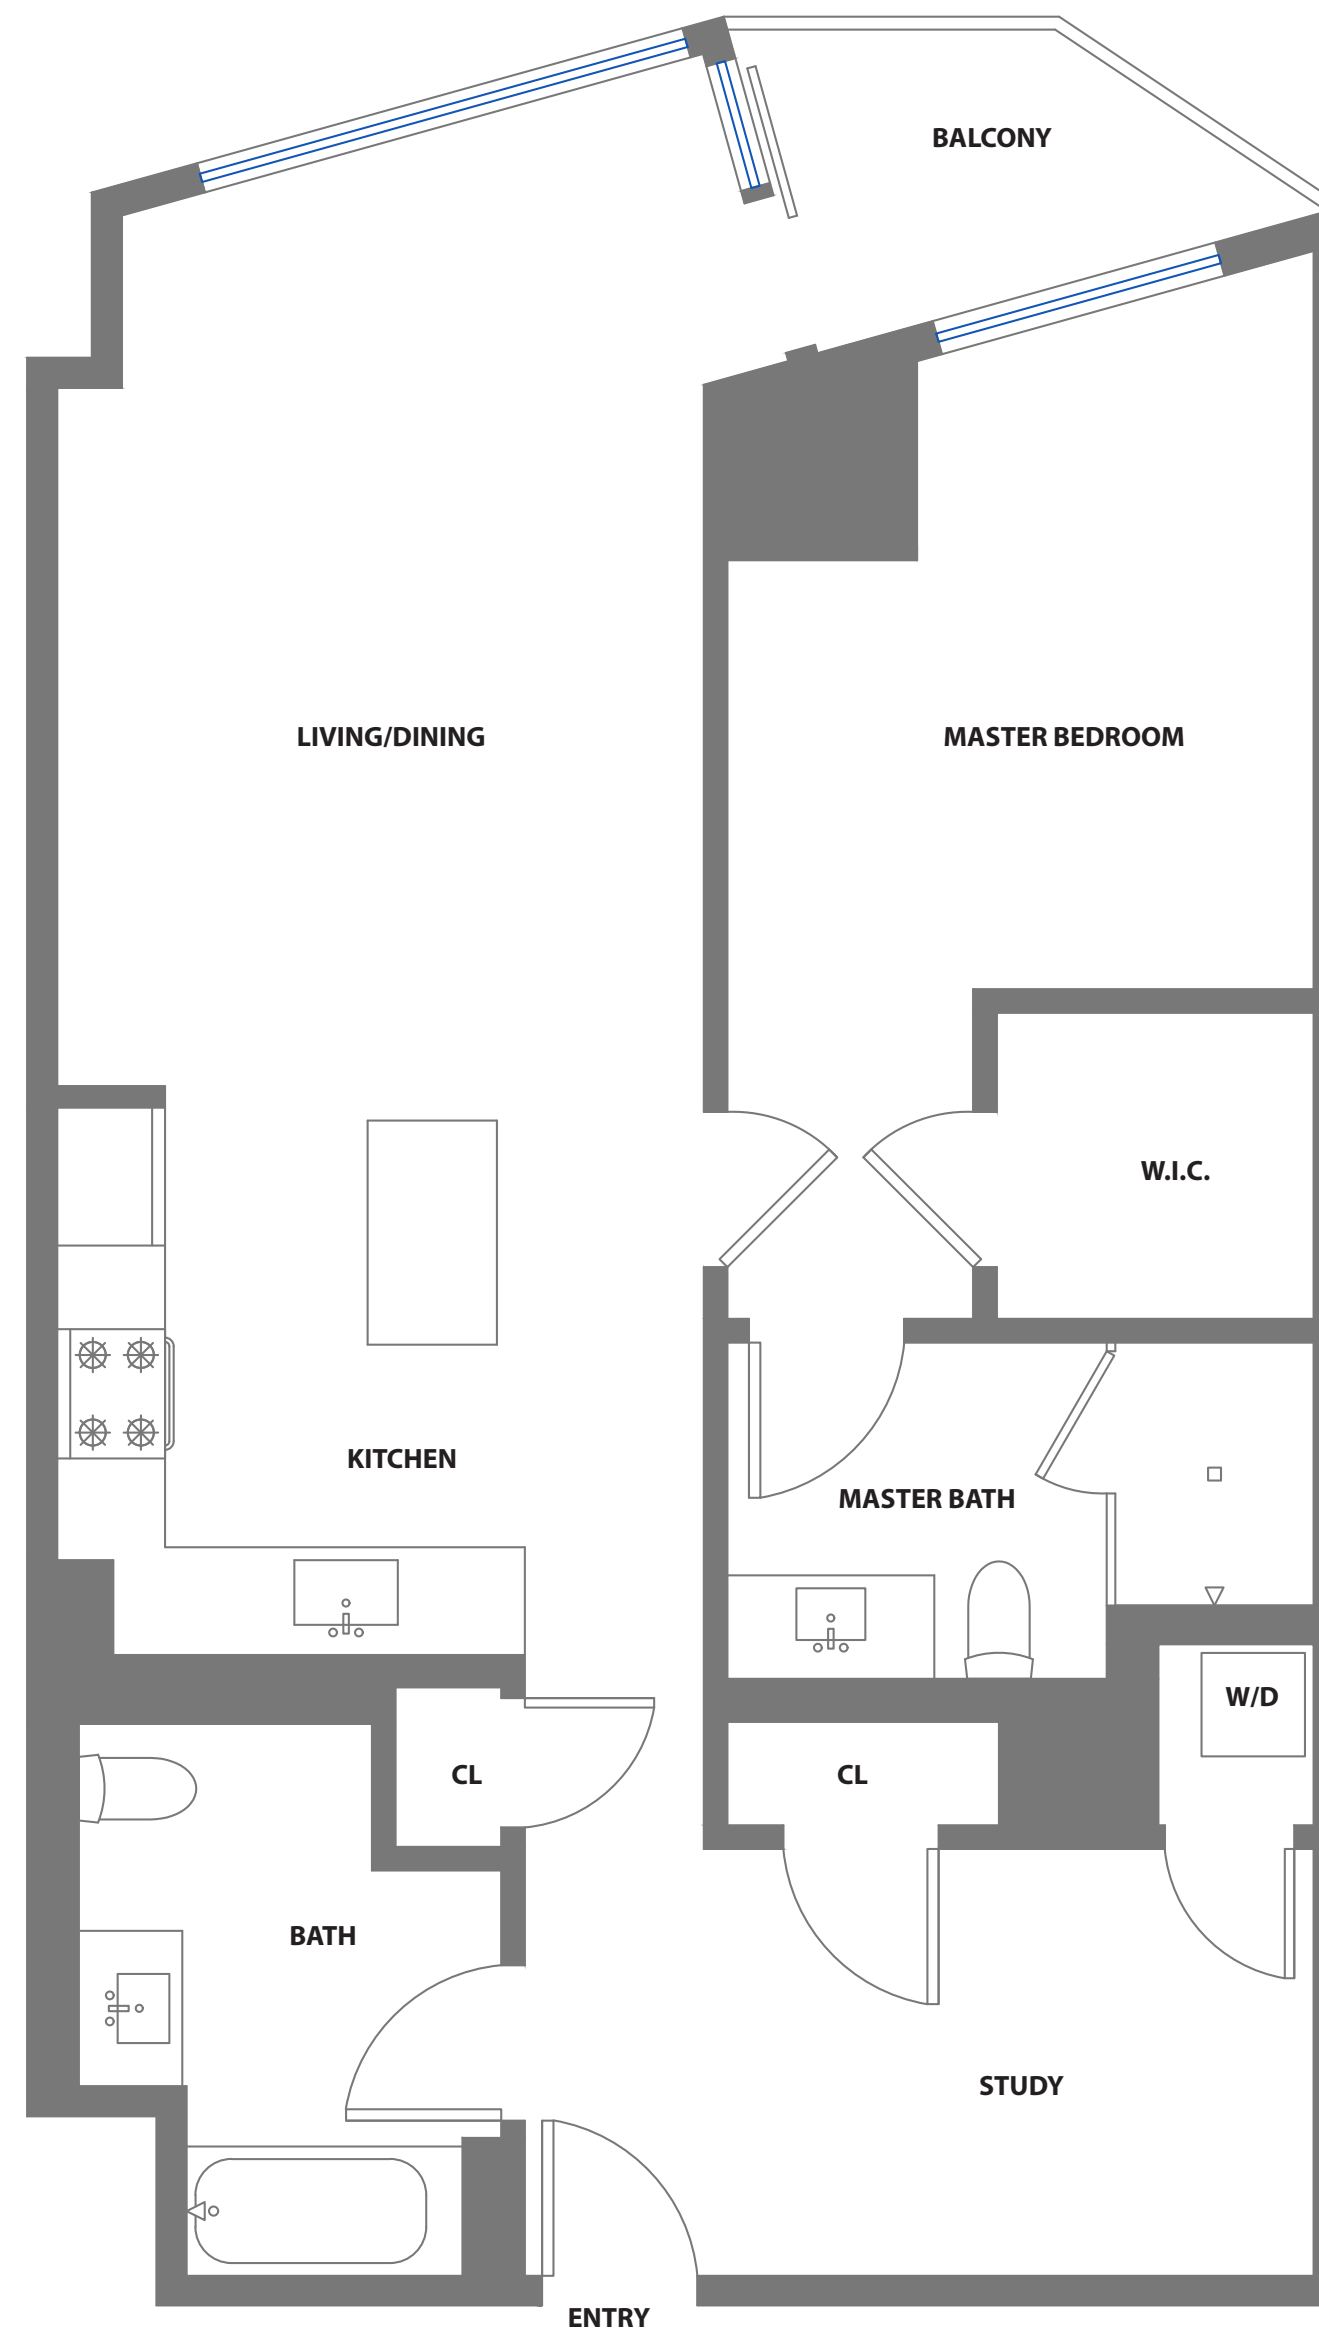 BALCONY
LIVING/DINING
MASTER BEDROOM
W.I.C.
KITCHEN
MASTER BATH
W/D
CL
CL
BATH
STUDY
ENTRY